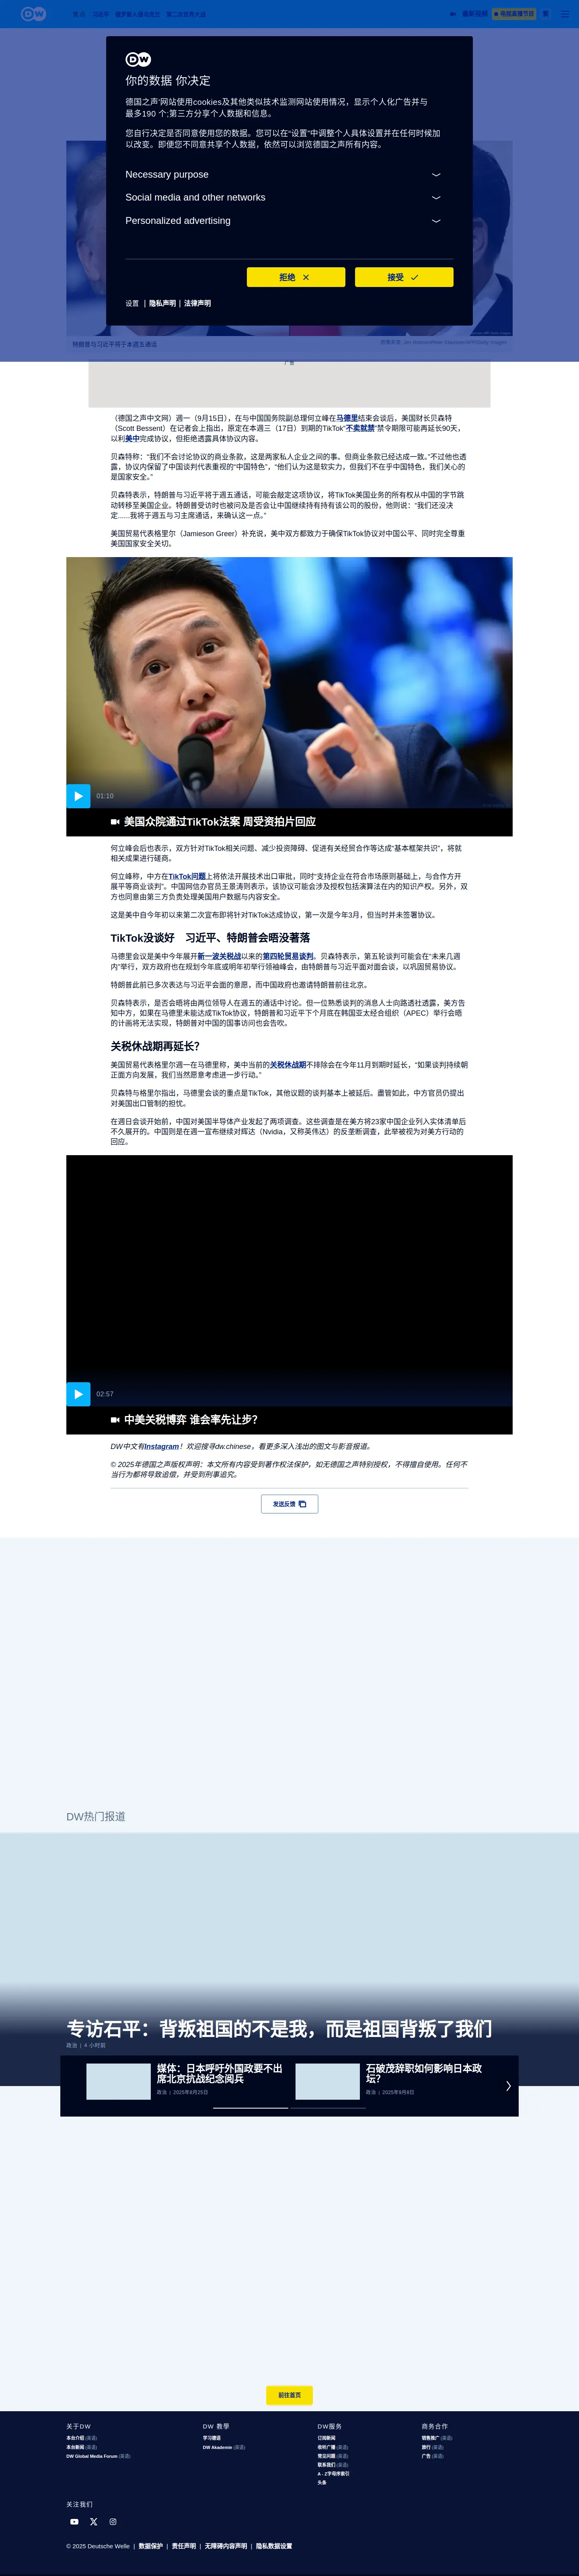 DW
焦点
习近平
俄罗斯入侵乌克兰
第二次世界大战
最新视频
电视直播节目
繁
DW
你的数据 你决定
德国之声¨网站使用cookies及其他类似技术监测网站使用情况，显示个人化广告并与
最多190 个¦第三方分享个人数据和信息。
您自行决定是否同意使用您的数据。您可以在“设置”中调整个人具体设置并在任何时候加
以改变。即便您不同意共享个人数据，依然可以浏览德国之声所有内容。
Necessary purpose
Social media and other networks
Personalized advertising
拒绝
接受
设置 | 隐私声明 | 法律声明
特朗普与习近平将于本週五通话
广告
（德国之声中文网）週一（9月15日），在与中国国务院副总理何立峰在马德里结束会谈后，美国财长贝森特
（Scott Bessent）在记者会上指出，原定在本週三（17日）到期的TikTok“不卖就禁”禁令期限可能再延长90天，
以利美中完成协议，但拒绝透露具体协议内容。
贝森特称：“我们不会讨论协议的商业条款，这是两家私人企业之间的事。但商业条款已经达成一致。”不过他也透
露，协议内保留了中国谈判代表重视的“中国特色”，“他们认为这是软实力，但我们不在乎中国特色，我们关心的
是国家安全。”
贝森特表示，特朗普与习近平将于週五通话，可能会敲定这项协议，将TikTok美国业务的所有权从中国的字节跳
动转移至美国企业。特朗普受访时也被问及是否会让中国继续持有持有该公司的股份，他则说：“我们还没决
定......我将于週五与习主席通话，来确认这一点。”
美国贸易代表格里尔（Jamieson Greer）补充说，美中双方都致力于确保TikTok协议对中国公平、同时完全尊重
美国国家安全关切。
01:10
美国众院通过TikTok法案 周受资拍片回应
何立峰会后也表示，双方针对TikTok相关问题、减少投资障碍、促进有关经贸合作等达成“基本框架共识”，将就
相关成果进行磋商。
何立峰称，中方在TikTok问题上将依法开展技术出口审批，同时“支持企业在符合市场原则基础上，与合作方开
展平等商业谈判”。中国网信办官员王景涛则表示，该协议可能会涉及授权包括演算法在内的知识产权。另外，双
方也同意由第三方负责处理美国用户数据与内容安全。
这是美中自今年初以来第二次宣布即将针对TikTok达成协议，第一次是今年3月，但当时并未签署协议。
TikTok没谈好　习近平、特朗普会晤没著落
马德里会议是美中今年展开新一波关税战以来的第四轮贸易谈判。贝森特表示，第五轮谈判可能会在“未来几週
内”举行，双方政府也在规划今年底或明年初举行领袖峰会，由特朗普与习近平面对面会谈，以巩固贸易协议。
特朗普此前已多次表达与习近平会面的意愿，而中国政府也邀请特朗普前往北京。
贝森特表示，是否会晤将由两位领导人在週五的通话中讨论。但一位熟悉谈判的消息人士向路透社透露，美方告
知中方，如果在马德里未能达成TikTok协议，特朗普和习近平下个月底在韩国亚太经合组织（APEC）举行会晤
的计画将无法实现，特朗普对中国的国事访问也会告吹。
关税休战期再延长?
美国贸易代表格里尔週一在马德里称，美中当前的关税休战期不排除会在今年11月到期时延长，“如果谈判持续朝
正面方向发展，我们当然愿意考虑进一步行动。”
贝森特与格里尔指出，马德里会谈的重点是TikTok，其他议题的谈判基本上被延后。盡管如此，中方官员仍提出
对美国出口管制的担忧。
在週日会谈开始前，中国对美国半导体产业发起了两项调查。这些调查是在美方将23家中国企业列入实体清单后
不久展开的。中国则是在週一宣布继续对辉达（Nvidia，又称英伟达）的反垄断调查，此举被视为对美方行动的
回应。
02:57
中美关税博弈 谁会率先让步?
DW中文有Instagram！欢迎搜寻dw.chinese，看更多深入浅出的图文与影音报道。
© 2025年德国之声版权声明：本文所有内容受到著作权法保护，如无德国之声特别授权，不得擅自使用。任何不
当行为都将导致追偿，并受到刑事追究。
发送反馈
DW热门报道
专访石平：背叛祖国的不是我，而是祖国背叛了我们
政治 | 4 小时前
媒体：日本呼吁外国政要不出
席北京抗战纪念阅兵
政治 | 2025年8月25日
石破茂辞职如何影响日本政
坛？
政治 | 2025年9月8日
前往首页
关于DW
本台介绍 (英语)
本台新闻 (英语)
DW Global Media Forum (英语)
DW 教學
学习德语
DW Akademie (英语)
DW服务
订阅新闻
收听广播 (英语)
常见问题 (英语)
联系我们 (英语)
A - Z字母序索引
头条
商务合作
销售推广 (英语)
旅行 (英语)
广告 (英语)
关注我们
© 2025 Deutsche Welle | 数据保护 | 责任声明 | 无障碍内容声明 | 隐私数据设置